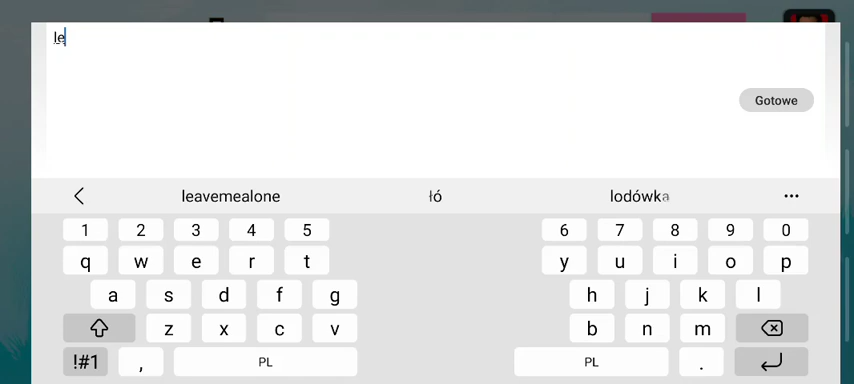 le
Gotowe
leavemealone łó lodówka
1 2 3 4 5 6 7 8 9 0
q w e r t y u i o p
a s d f g h j k l
z x c v b n m
!#1 , PL PL .